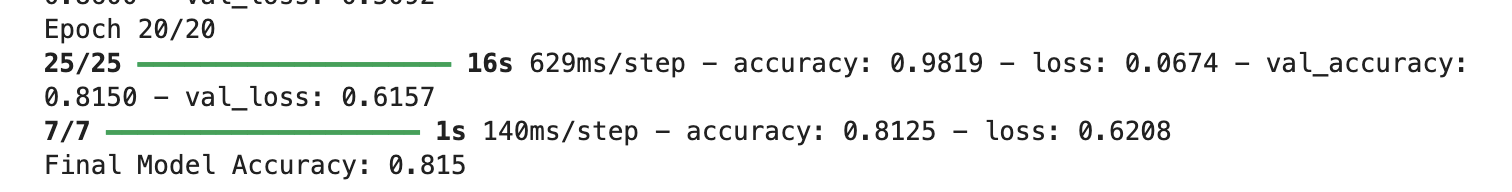 Epoch 20/20
25/25 16s 629ms/step – accuracy: 0.9819 – loss: 0.0674 – val_accuracy:
0.8150 – val_loss: 0.6157
7/7 1s 140ms/step – accuracy: 0.8125 – loss: 0.6208
Final Model Accuracy: 0.815